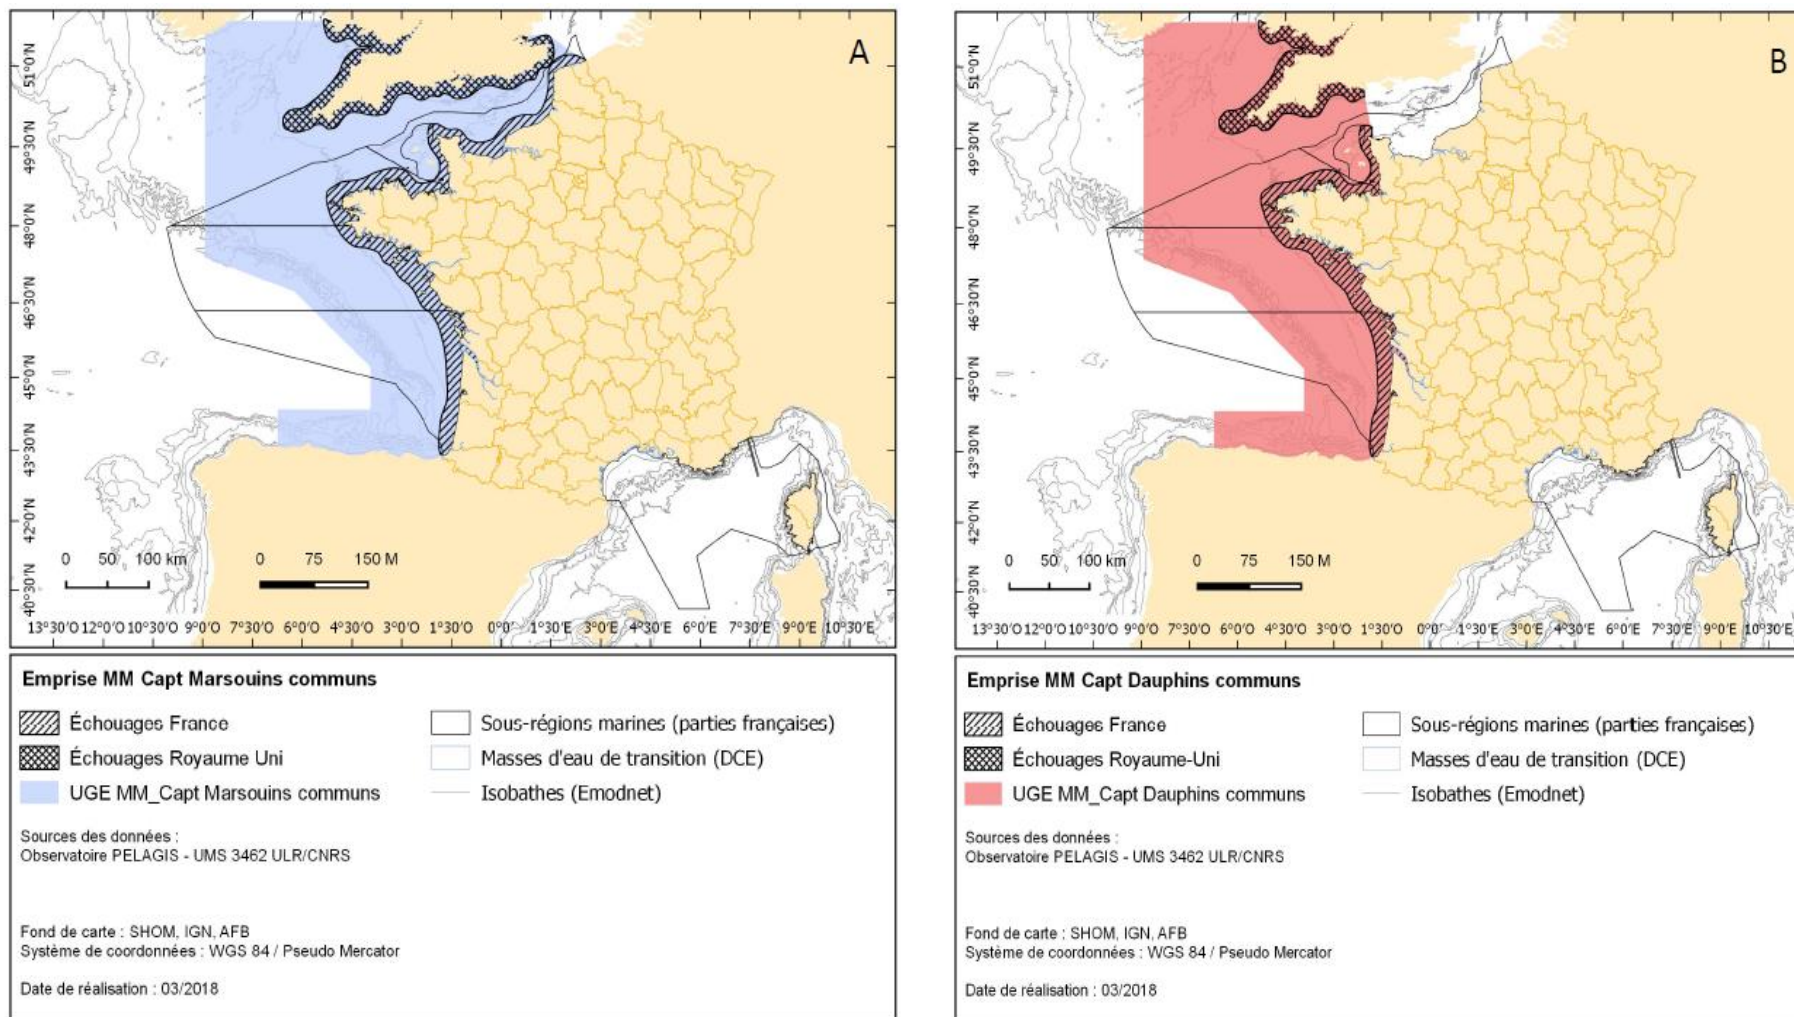 A
51°0'N
49°30'N
48°0'N
46°30'N
45°0'N
43°30'N
42°0'N
40°30'N
0 50 100 km
0 75 150 M
13°30'O 12°0'O 10°30'O 9°0'O 7°30'O 6°0'O 4°30'O 3°0'O 1°30'O 0°0' 1°30'E 3°0'E 4°30'E 6°0'E 7°30'E 9°0'E 10°30'E
Emprise MM Capt Marsouins communs
Échouages France
Échouages Royaume Uni
UGE MM_Capt Marsouins communs
Sous-régions marines (parties françaises)
Masses d'eau de transition (DCE)
Isobathes (Emodnet)
Sources des données :
Observatoire PELAGIS - UMS 3462 ULR/CNRS
Fond de carte : SHOM, IGN, AFB
Système de coordonnées : WGS 84 / Pseudo Mercator
Date de réalisation : 03/2018
B
51°0'N
49°30'N
48°0'N
46°30'N
45°0'N
43°30'N
42°0'N
40°30'N
0 50 100 km
0 75 150 M
13°30'O 12°0'O 10°30'O 9°0'O 7°30'O 6°0'O 4°30'O 3°0'O 1°30'O 0°0' 1°30'E 3°0'E 4°30'E 6°0'E 7°30'E 9°0'E 10°30'E
Emprise MM Capt Dauphins communs
Échouages France
Échouages Royaume-Uni
UGE MM_Capt Dauphins communs
Sous-régions marines (parties françaises)
Masses d'eau de transition (DCE)
Isobathes (Emodnet)
Sources des données :
Observatoire PELAGIS - UMS 3462 ULR/CNRS
Fond de carte : SHOM, IGN, AFB
Système de coordonnées : WGS 84 / Pseudo Mercator
Date de réalisation : 03/2018